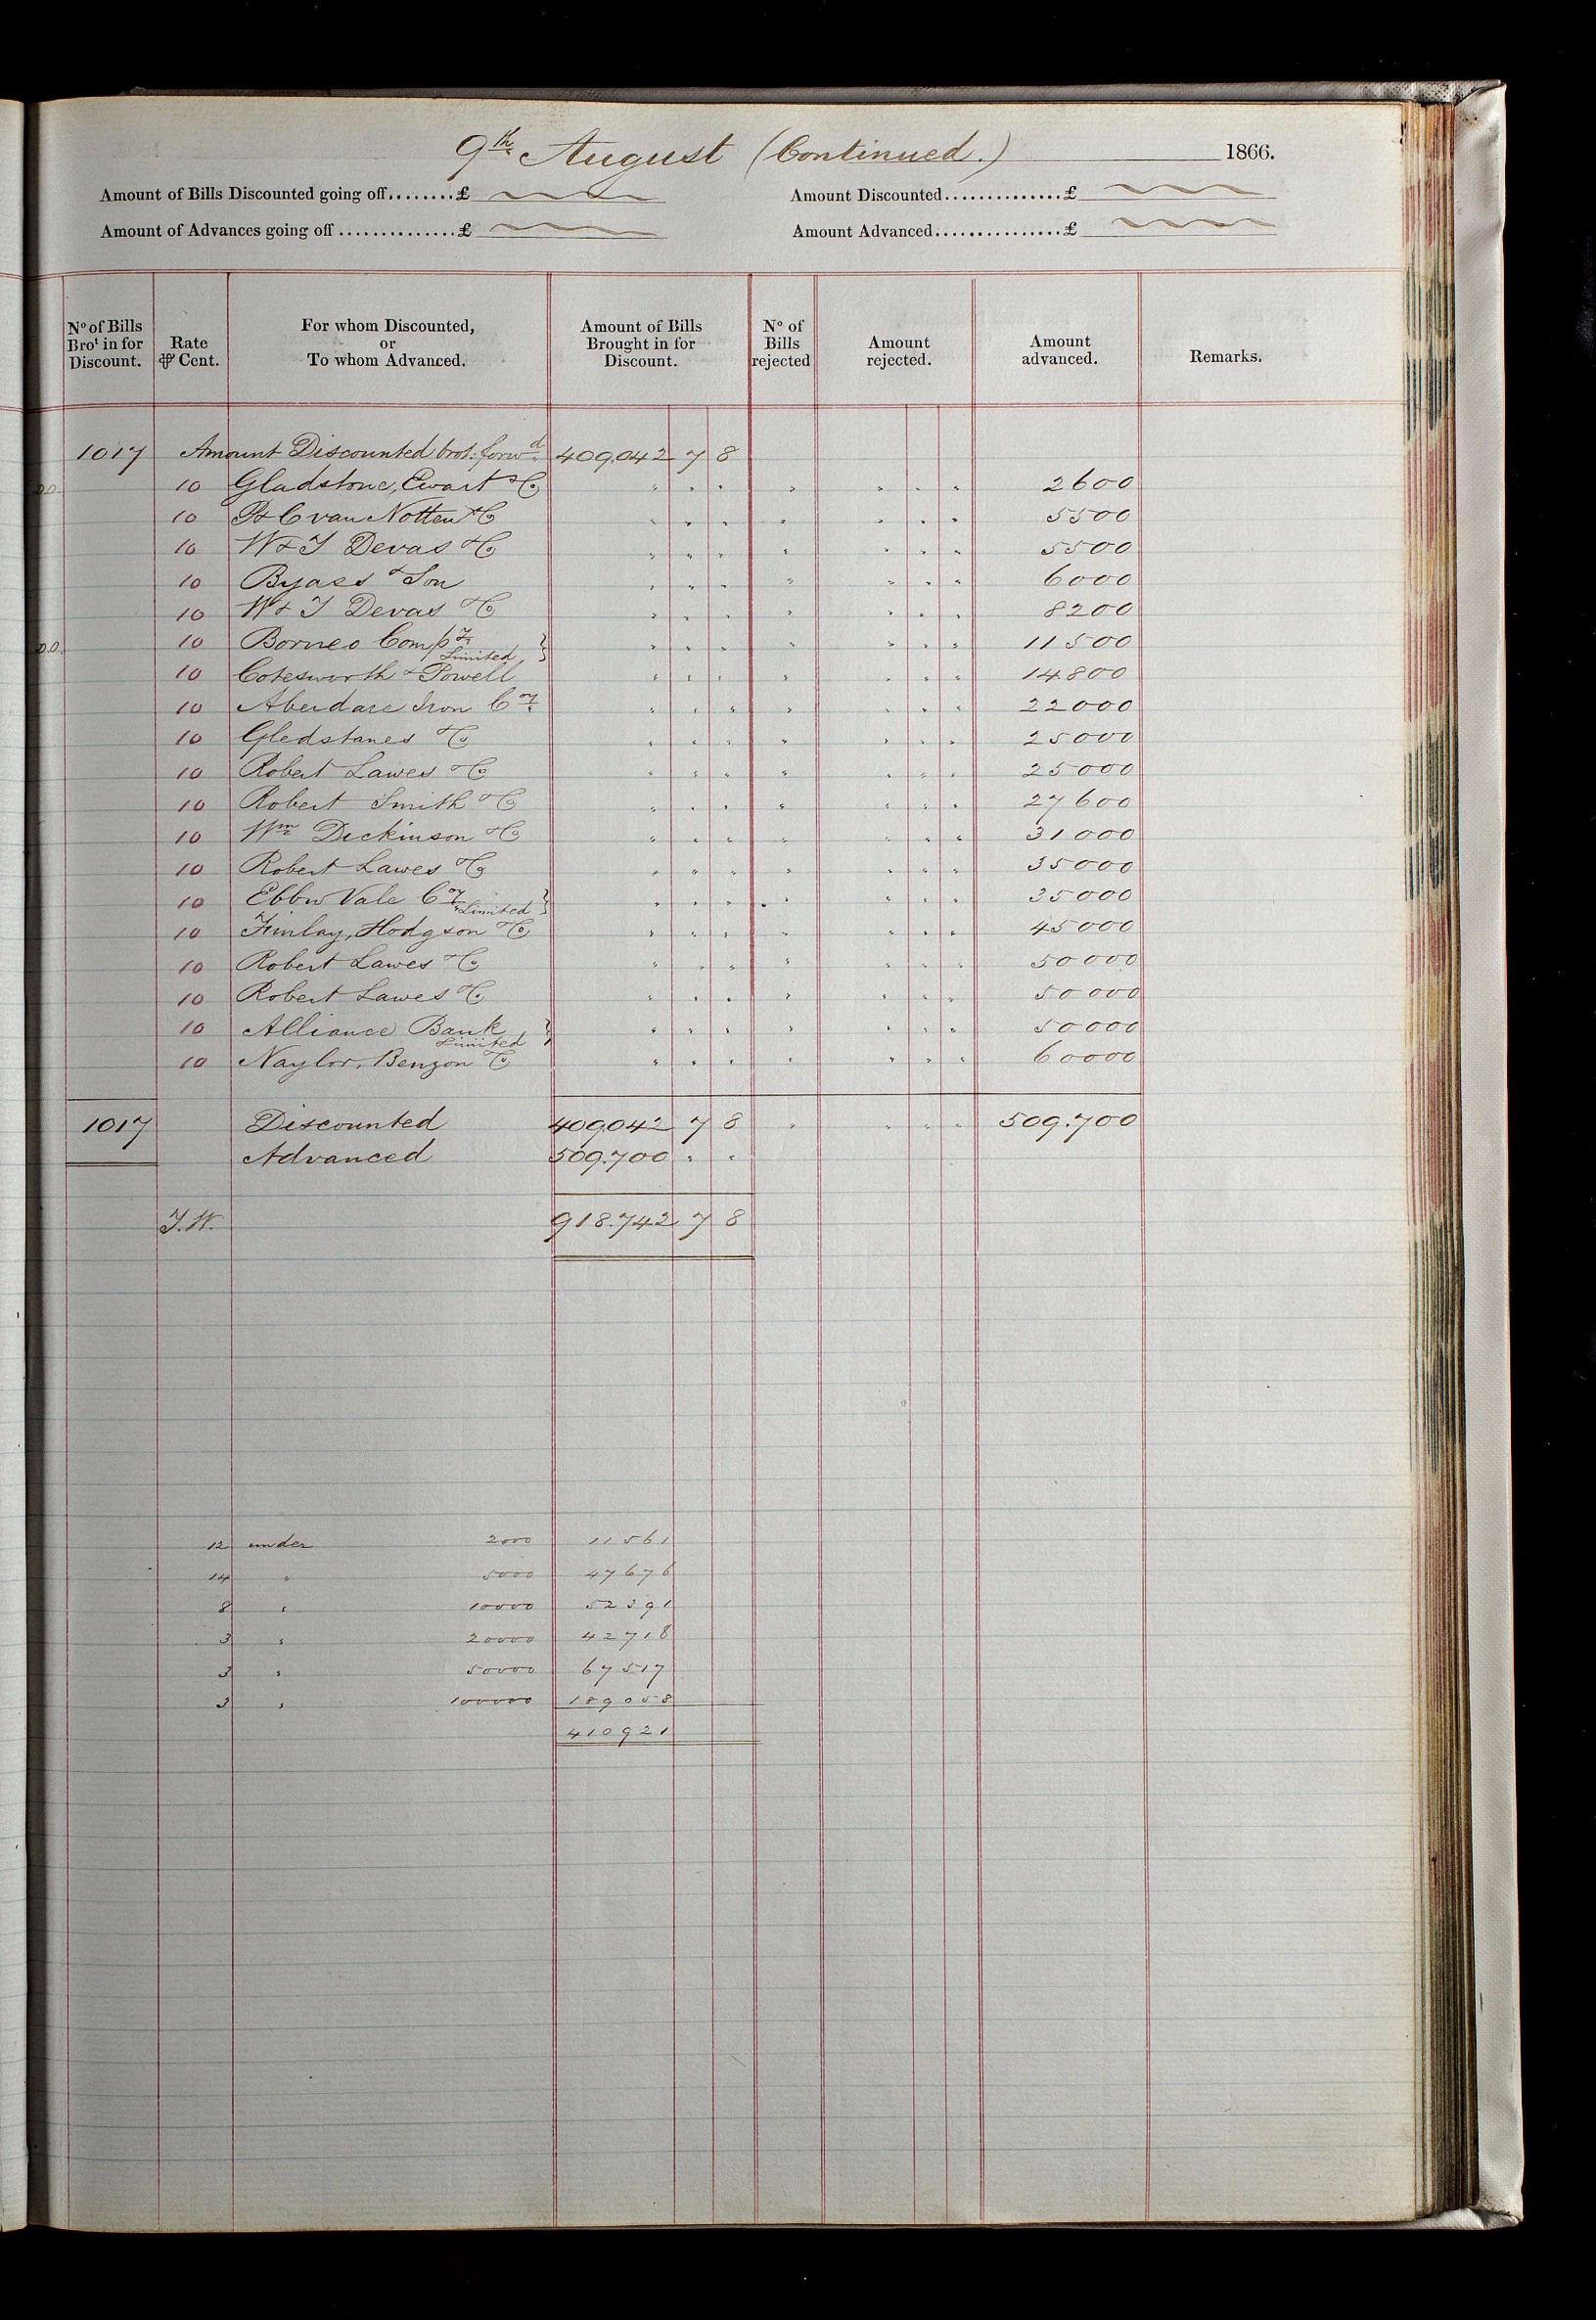 9th August (Continued.) 1866.
Amount of Bills Discounted going off........£
Amount Discounted..............£
Amount of Advances going off..............£
Amount Advanced................£
No of Bills Brot in for Discount.
Rate ⅌ Cent.
For whom Discounted, or To whom Advanced.
Amount of Bills Brought in for Discount.
No of Bills rejected
Amount rejected.
Amount advanced.
Remarks.
1017 Amount Discounted brot: forwd 409,042 7 8
D.O. 10 Gladstone, Ewart & Co " " " " " " " 2600
10 P & C van Notten & Co " " " " " " " 5500
10 W & T Devas & Co " " " " " " " 5500
10 Byass & Son " " " " " " " 6000
10 W & T Devas & Co " " " " " " " 8200
D.O. 10 Borneo Compy Limited } " " " " " " " 11500
10 Cotesworth & Powell " " " " " " " 14800
10 Aberdare Iron Coy " " " " " " " 22000
10 Gledstanes & Co " " " " " " " 25000
10 Robert Lawes & Co " " " " " " " 25000
10 Robert Smith & Co " " " " " " " 27600
10 Wm Dickinson & Co " " " " " " " 31000
10 Robert Lawes & Co " " " " " " " 35000
10 Ebbw Vale Coy Limited } " " " " " " " 35000
10 Finlay, Hodgson & Co " " " " " " " 45000
10 Robert Lawes & Co " " " " " " " 50000
10 Robert Lawes & Co " " " " " " " 50000
10 Alliance Bank Limited } " " " " " " " 50000
10 Naylor, Benzon & Co " " " " " " " 60000
1017 Discounted 409,042 7 8 " " " " 509.700
Advanced 509.700 " "
T.W. 918.742 7 8
12 under 2000 11561
14 " 5000 47676
8 " 10000 52391
3 " 20000 42718
3 " 50000 67517
3 " 100000 189058
410921